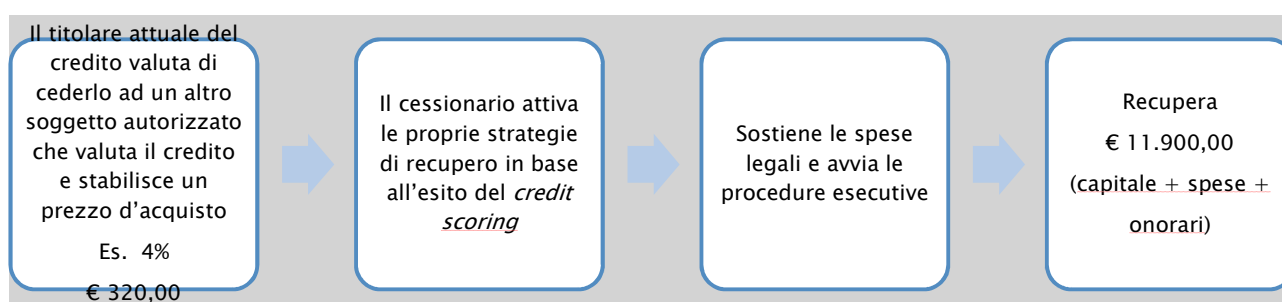 Il titolare attuale del
credito valuta di
cederlo ad un altro
soggetto autorizzato
che valuta il credito
e stabilisce un
prezzo d'acquisto
Es. 4%
€ 320,00
Il cessionario attiva
le proprie strategie
di recupero in base
all'esito del credit
scoring
Sostiene le spese
legali e avvia le
procedure esecutive
Recupera
€ 11.900,00
(capitale + spese +
onorari)